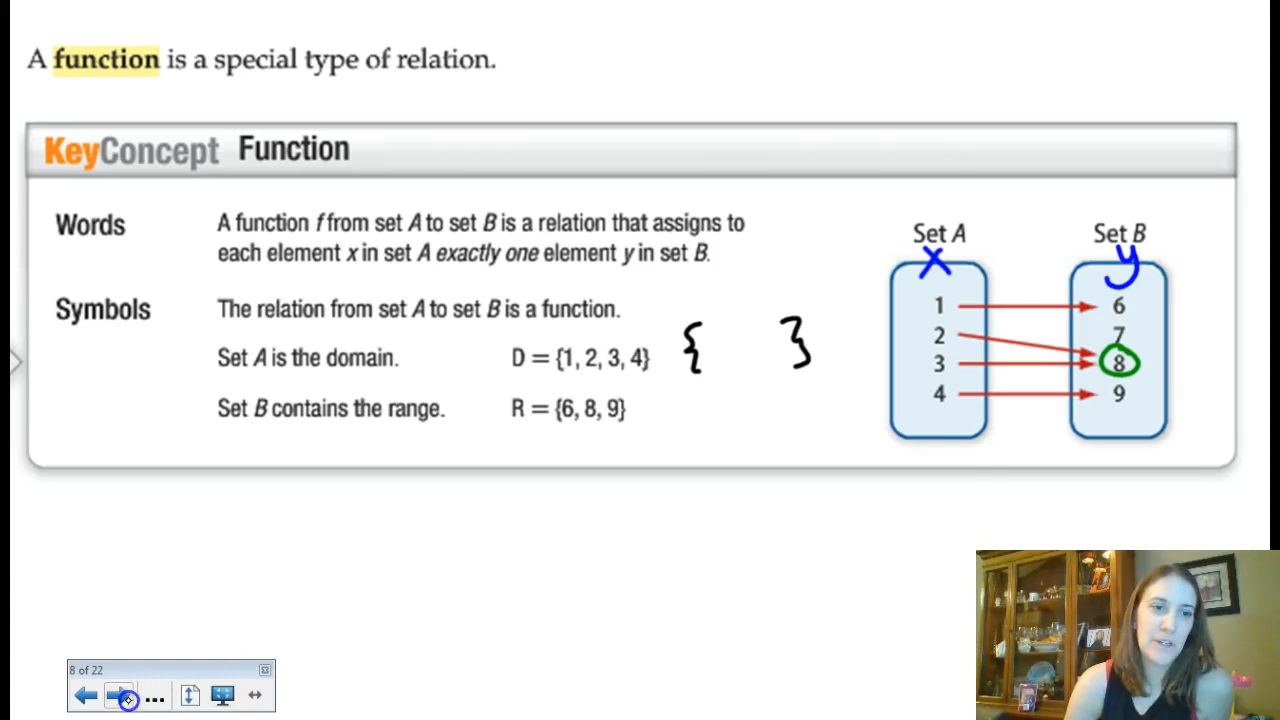 A function is a special type of relation.
KeyConcept Function
Words
A function f from set A to set B is a relation that assigns to
each element x in set A exactly one element y in set B.
Symbols
The relation from set A to set B is a function.
Set A is the domain. D = {1, 2, 3, 4} { }
Set B contains the range. R = {6, 8, 9}
Set A Set B
x y
1 6
2 7
3 8
4 9
8 of 22
...